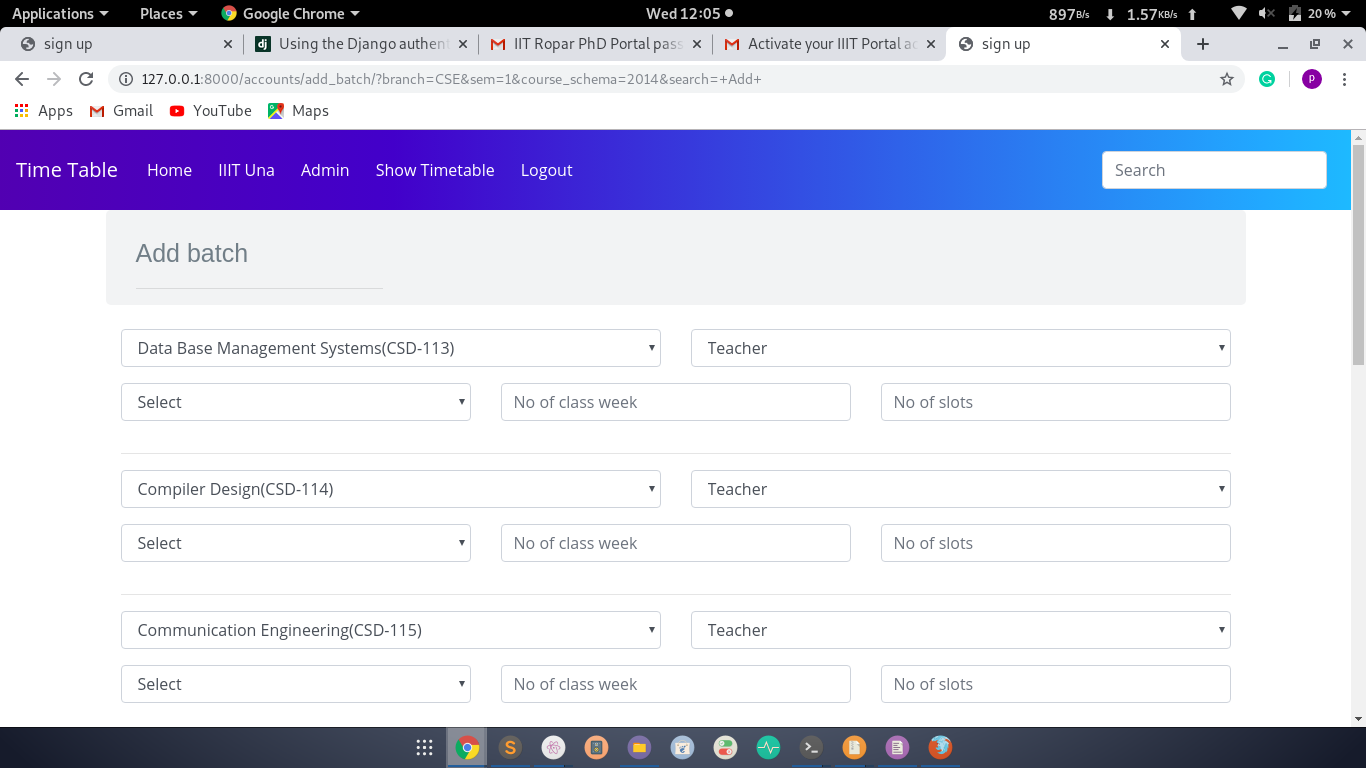 Applications Places Google Chrome Wed 12:05 897B/s 1.57KB/s 20%
sign up Using the Django authent IIT Ropar PhD Portal pass Activate your IIIT Portal ac sign up
127.0.0.1:8000/accounts/add_batch/?branch=CSE&sem=1&course_schema=2014&search=+Add+ p
Apps Gmail YouTube Maps
Time Table Home IIIT Una Admin Show Timetable Logout Search
Add batch
Data Base Management Systems(CSD-113) Teacher
Select No of class week No of slots
Compiler Design(CSD-114) Teacher
Select No of class week No of slots
Communication Engineering(CSD-115) Teacher
Select No of class week No of slots